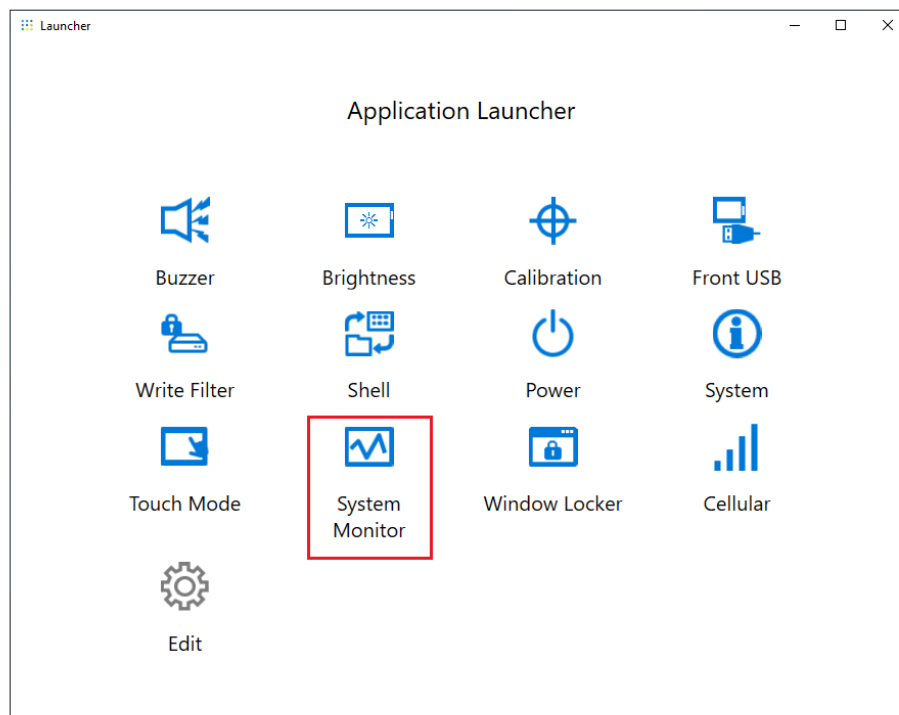 Launcher
Application Launcher
Buzzer
Brightness
Calibration
Front USB
Write Filter
Shell
Power
System
Touch Mode
System
Monitor
Window Locker
Cellular
Edit